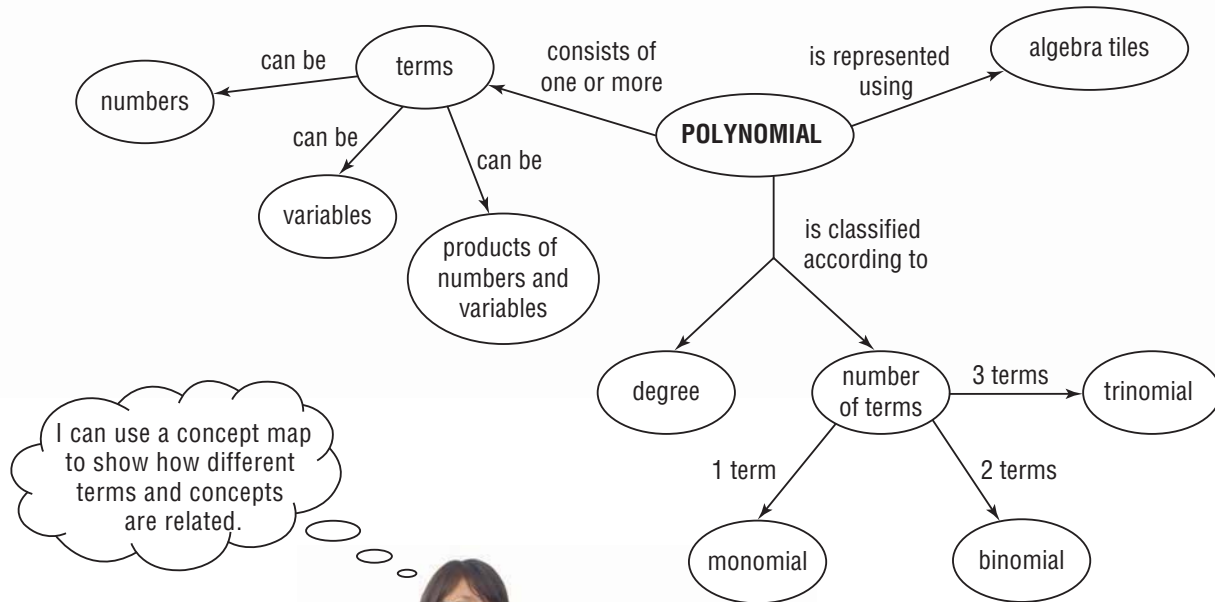 can be
terms
consists of
one or more
is represented
using
algebra tiles
numbers
POLYNOMIAL
can be
can be
variables
products of
numbers and
variables
is classified
according to
degree
number
of terms
3 terms
trinomial
1 term
2 terms
monomial
binomial
I can use a concept map
to show how different
terms and concepts
are related.